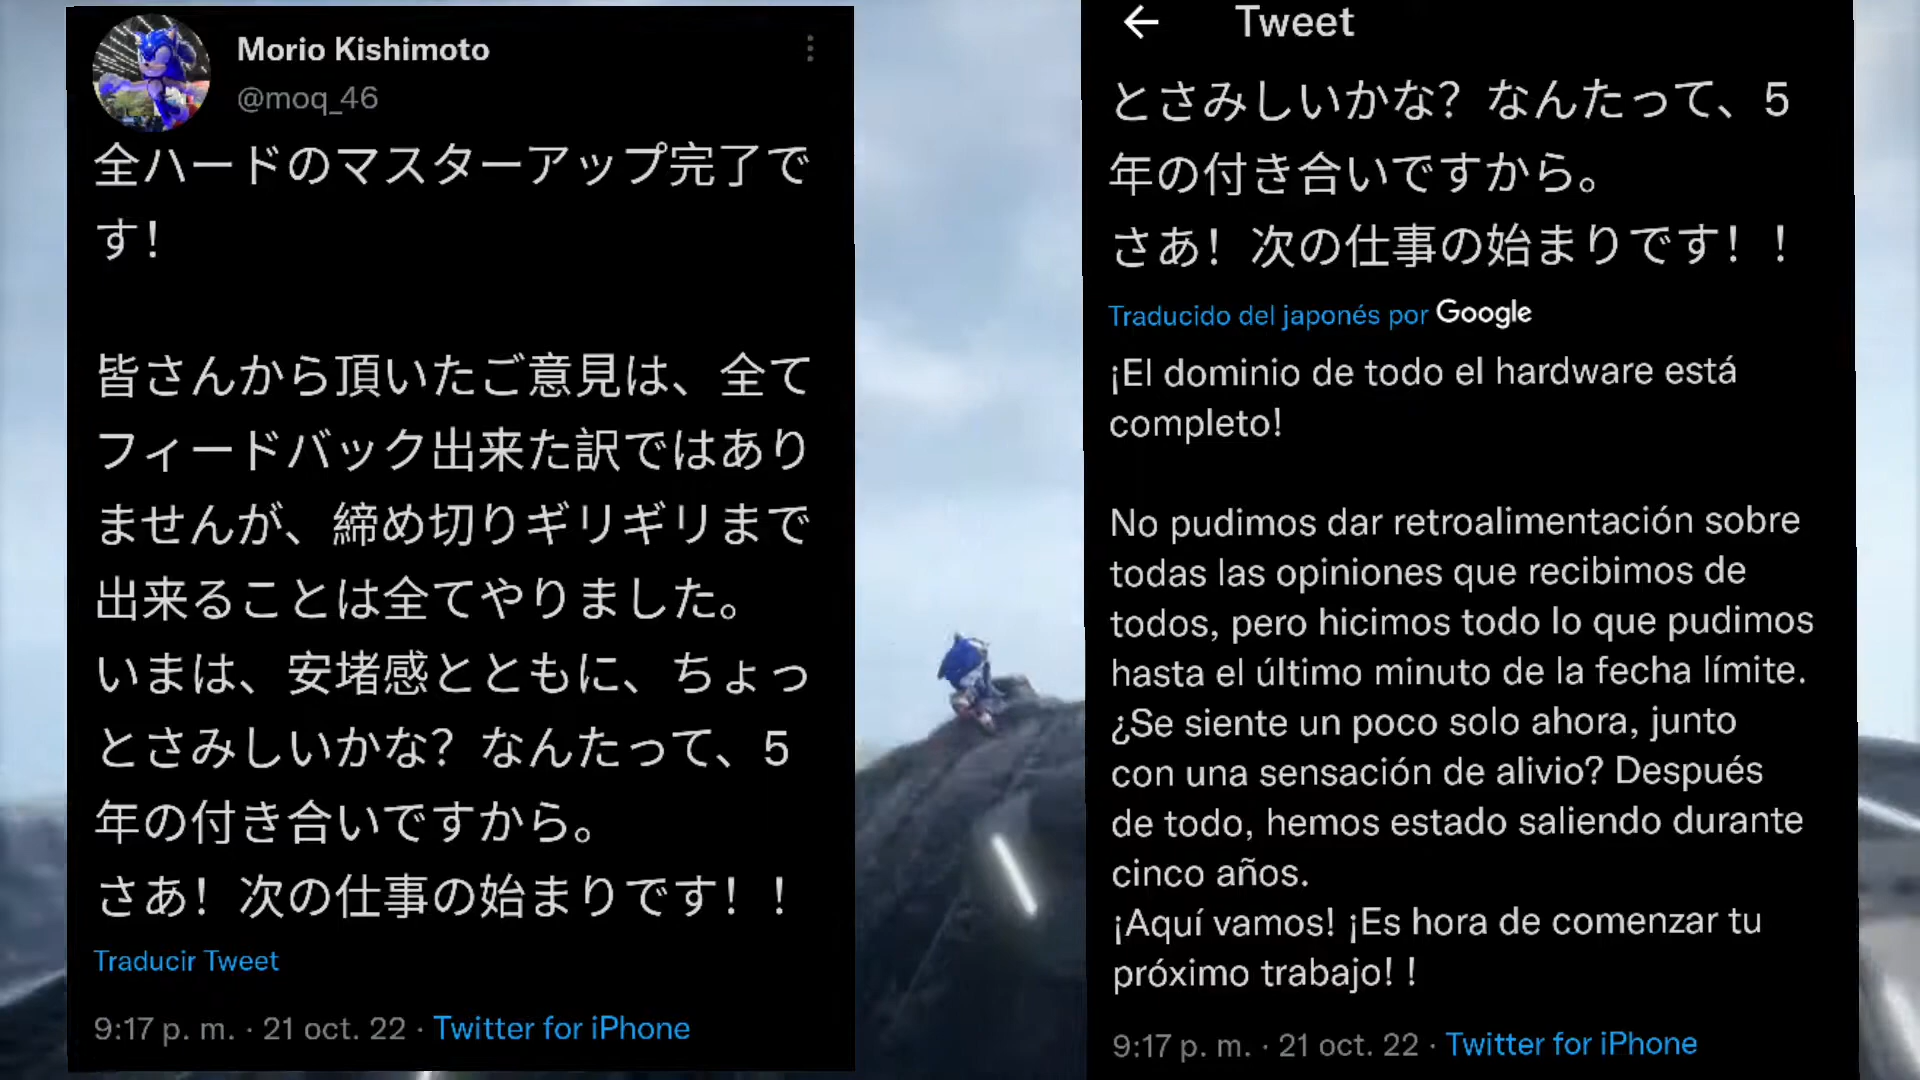 Morio Kishimoto
@moq_46
全ハードのマスターアップ完了で
す！
皆さんから頂いたご意見は、全て
フィードバック出来た訳ではあり
ませんが、締め切りギリギリまで
出来ることは全てやりました。
いまは、安堵感とともに、ちょっ
とさみしいかな？なんたって、5
年の付き合いですから。
さあ！次の仕事の始まりです！！
Traducir Tweet
9:17 p. m. · 21 oct. 22 · Twitter for iPhone
Tweet
とさみしいかな？なんたって、5
年の付き合いですから。
さあ！次の仕事の始まりです！！
Traducido del japonés por Google
¡El dominio de todo el hardware está
completo!
No pudimos dar retroalimentación sobre
todas las opiniones que recibimos de
todos, pero hicimos todo lo que pudimos
hasta el último minuto de la fecha límite.
¿Se siente un poco solo ahora, junto
con una sensación de alivio? Después
de todo, hemos estado saliendo durante
cinco años.
¡Aquí vamos! ¡Es hora de comenzar tu
próximo trabajo! !
9:17 p. m. · 21 oct. 22 · Twitter for iPhone